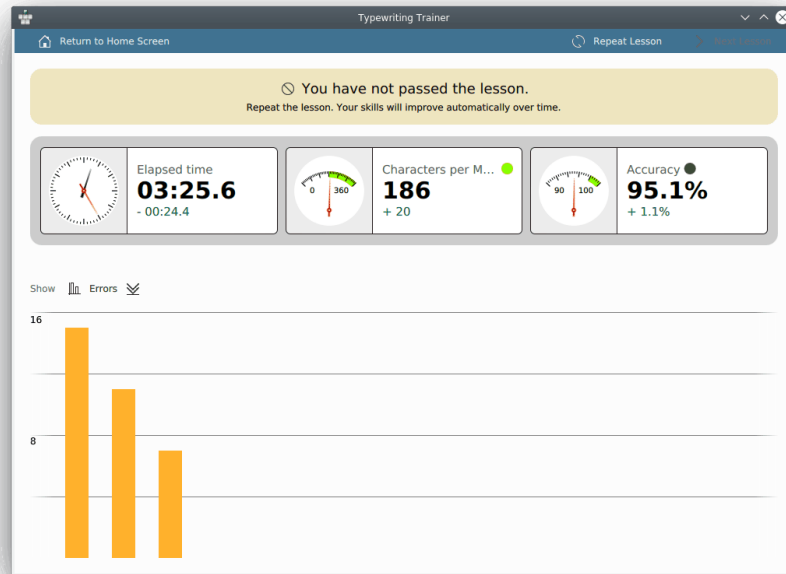 Typewriting Trainer
Return to Home Screen
Repeat Lesson
You have not passed the lesson.
Repeat the lesson. Your skills will improve automatically over time.
Elapsed time
03:25.6
- 00:24.4
0 360
Characters per M...
186
+ 20
90 100
Accuracy
95.1%
+ 1.1%
Show Errors
16
8